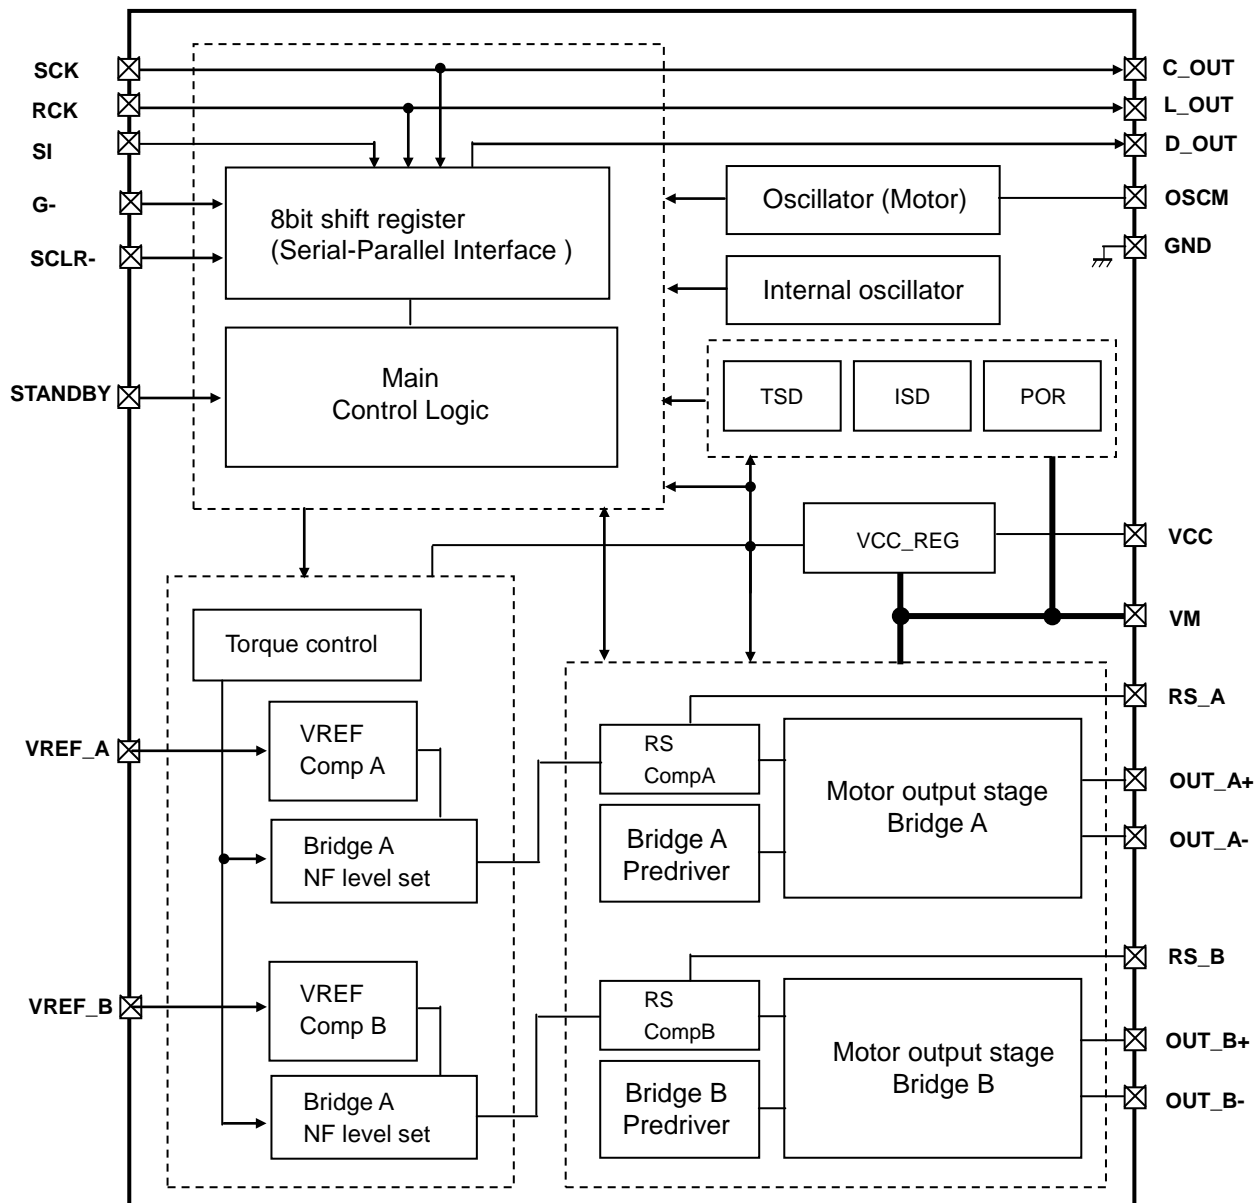 SCK
RCK
SI
G-
SCLR-
STANDBY
VREF_A
VREF_B
8bit shift register
(Serial-Parallel Interface )
Main
Control Logic
Oscillator (Motor)
Internal oscillator
TSD
ISD
POR
VCC_REG
Torque control
VREF
Comp A
Bridge A
NF level set
VREF
Comp B
Bridge A
NF level set
RS
CompA
Bridge A
Predriver
Motor output stage
Bridge A
RS
CompB
Bridge B
Predriver
Motor output stage
Bridge B
C_OUT
L_OUT
D_OUT
OSCM
GND
VCC
VM
RS_A
OUT_A+
OUT_A-
RS_B
OUT_B+
OUT_B-